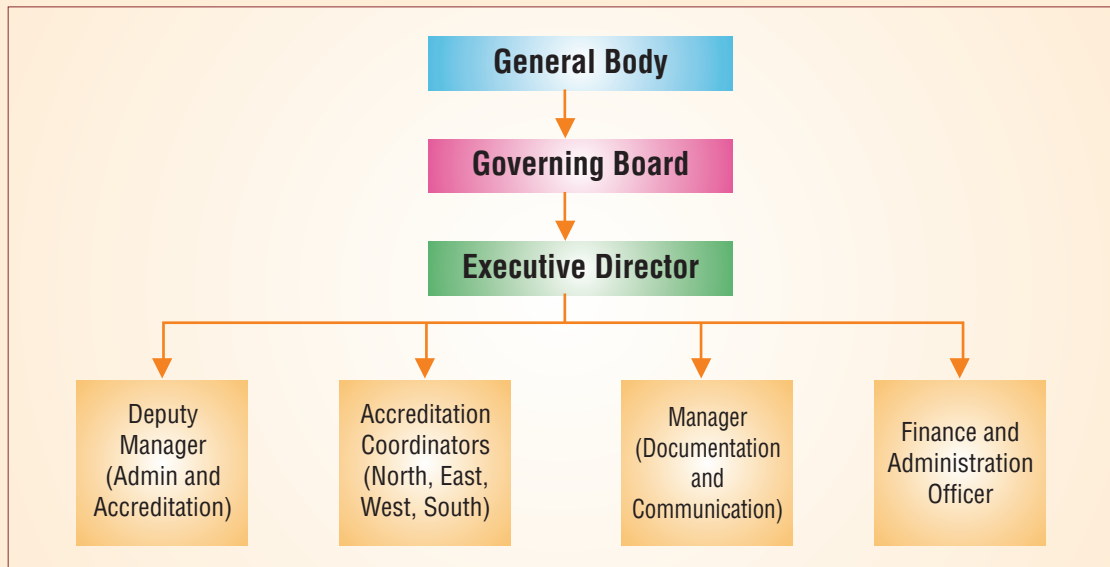 General Body
Governing Board
Executive Director
Deputy
Manager
(Admin and
Accreditation)
Accreditation
Coordinators
(North, East,
West, South)
Manager
(Documentation
and
Communication)
Finance and
Administration
Officer